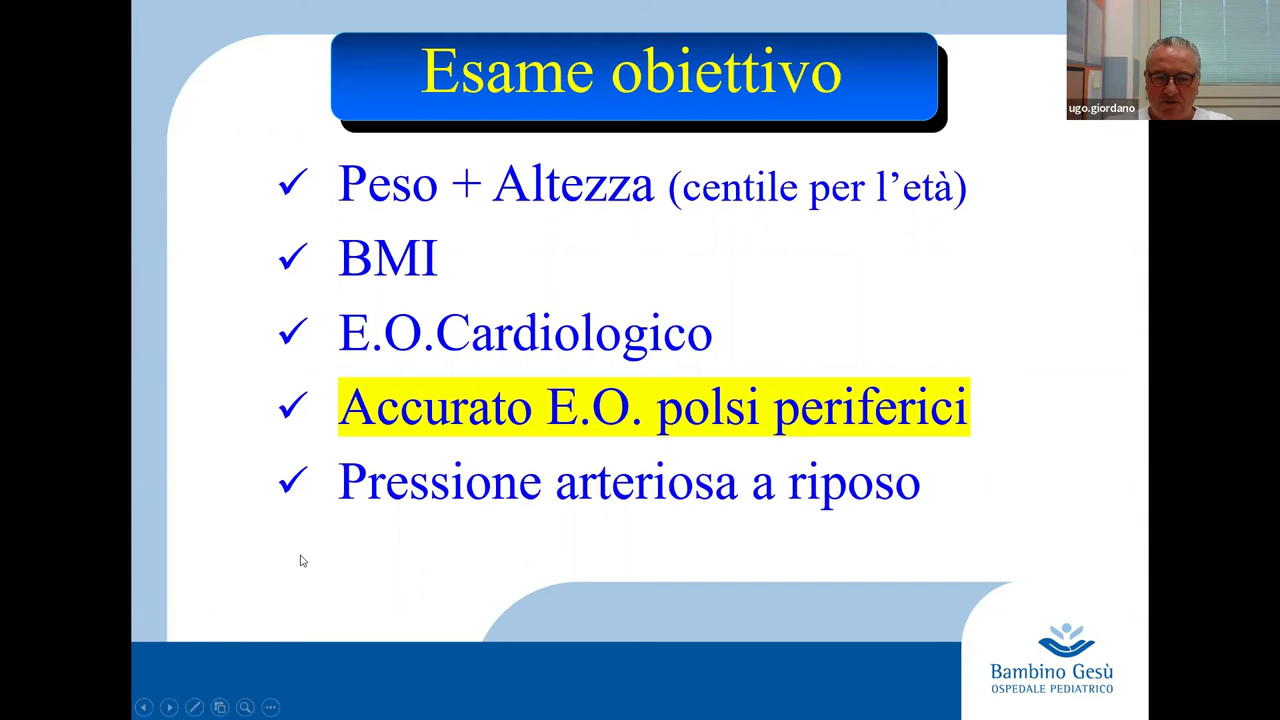 Esame obiettivo
ugo.giordano
✓ Peso + Altezza (centile per l’età)
✓ BMI
✓ E.O.Cardiologico
✓ Accurato E.O. polsi periferici
✓ Pressione arteriosa a riposo
Bambino Gesù
OSPEDALE PEDIATRICO